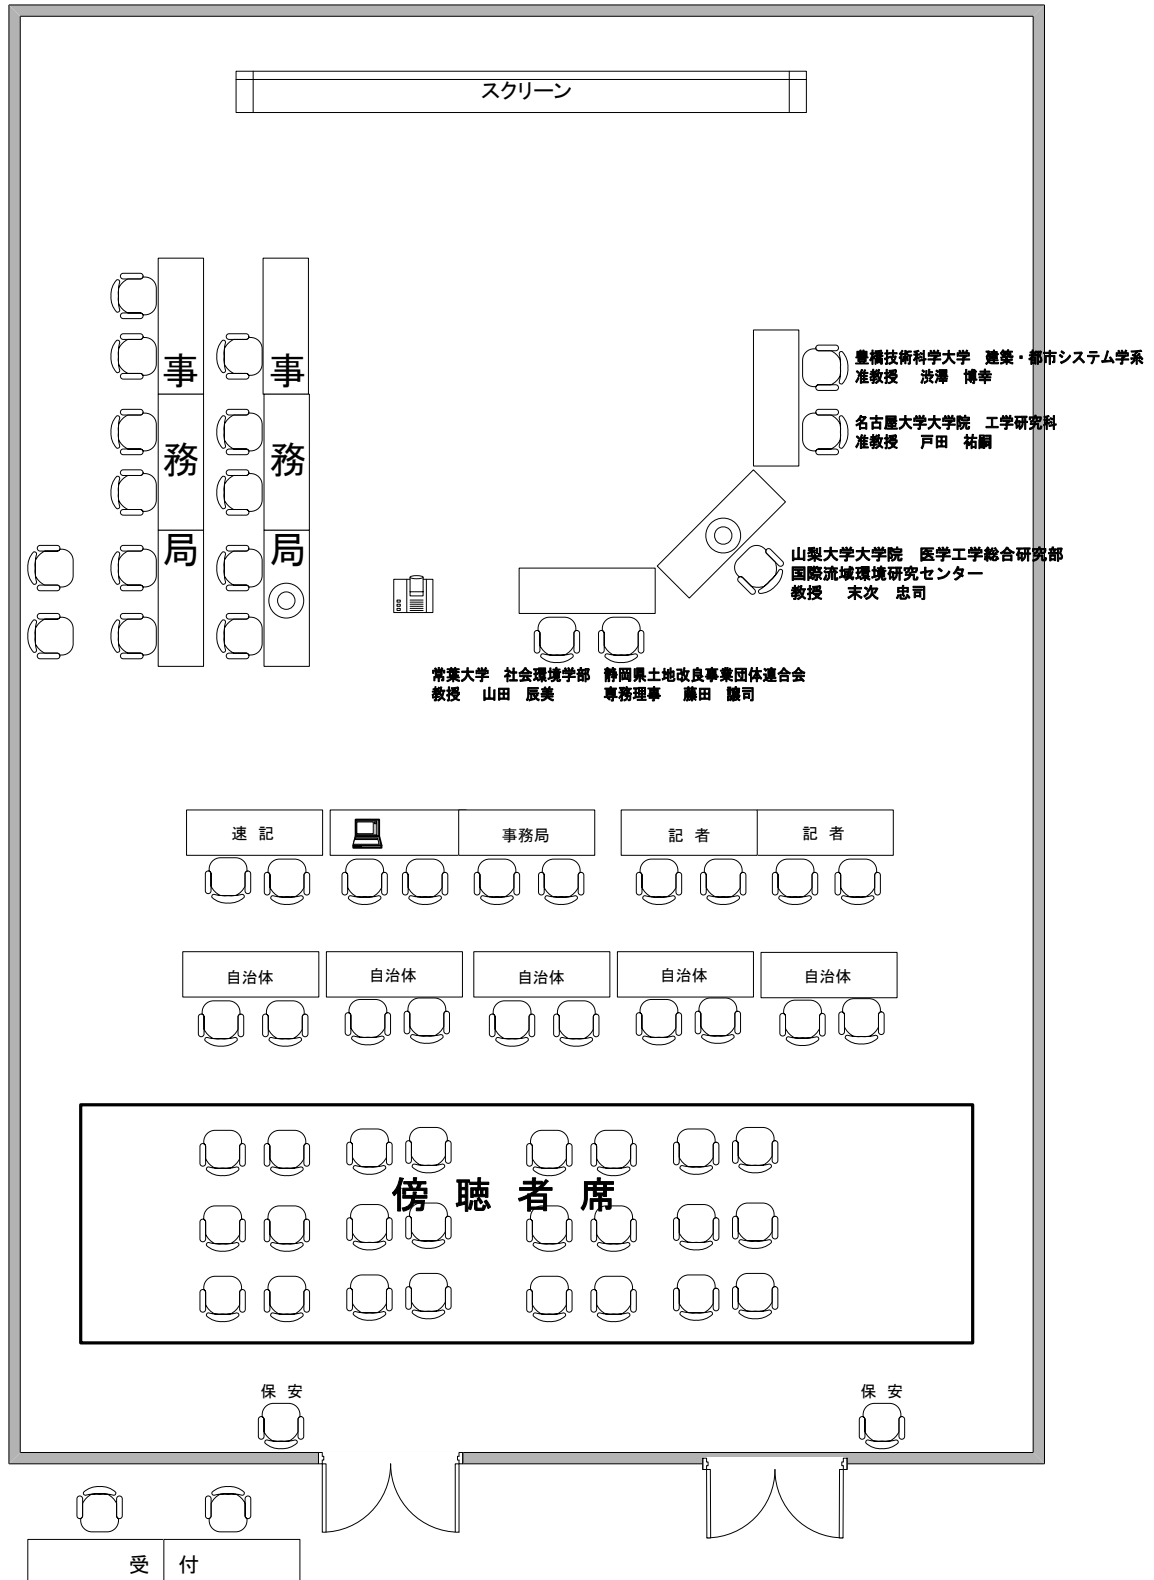 スクリーン
事
務
局
事
務
局
豊橋技術科学大学　建築・都市システム学系
准教授　渋澤　博幸
名古屋大学大学院　工学研究科
准教授　戸田　祐嗣
山梨大学大学院　医学工学総合研究部
国際流域環境研究センター
教授　末次　忠司
常葉大学　社会環境学部
教授　山田　辰美
静岡県土地改良事業団体連合会
専務理事　藤田　譲司
速 記
事務局
記 者
記 者
自治体
自治体
自治体
自治体
自治体
傍 聴 者 席
保 安
保 安
受 付